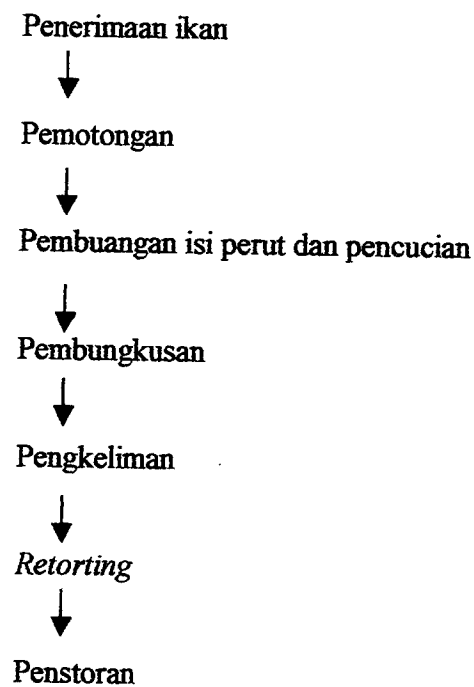 Penerimaan ikan
Pemotongan
Pembuangan isi perut dan pencucian
Pembungkusan
Pengkeliman
Retorting
Penstoran